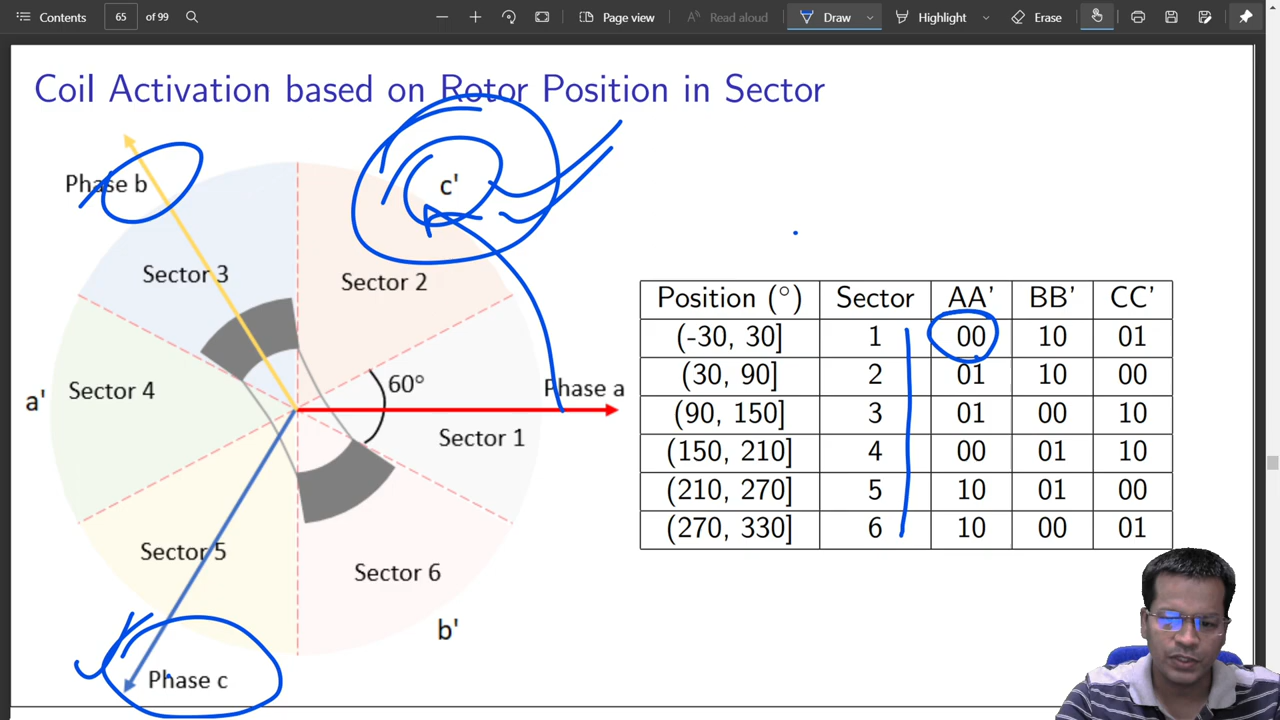 Contents
65 of 99
Page view
Read aloud
Draw
Highlight
Erase
Coil Activation based on Rotor Position in Sector
Phase b
c'
Sector 3
Sector 2
Sector 4
a'
60°
Phase a
Sector 1
Sector 5
Sector 6
b'
Phase c
Position (°) Sector AA' BB' CC'
(-30, 30] 1 00 10 01
(30, 90] 2 01 10 00
(90, 150] 3 01 00 10
(150, 210] 4 00 01 10
(210, 270] 5 10 01 00
(270, 330] 6 10 00 01